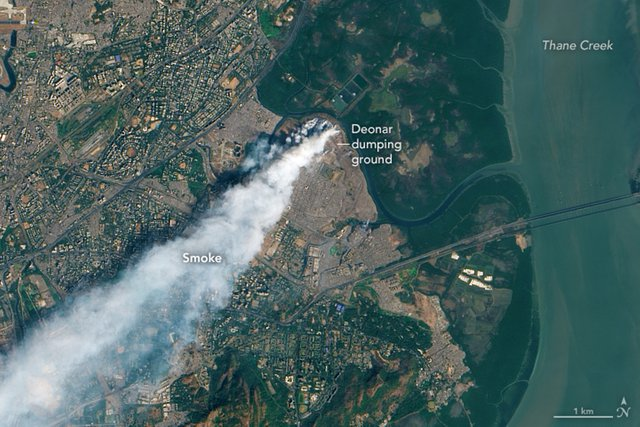 Thane Creek
Deonar
dumping
ground
Smoke
1 km
N